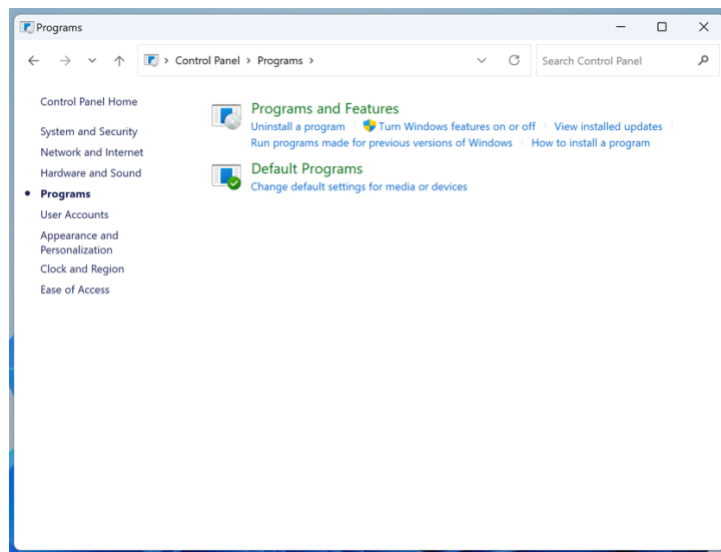 Programs
Control Panel > Programs >
Search Control Panel
Control Panel Home
System and Security
Network and Internet
Hardware and Sound
Programs
User Accounts
Appearance and
Personalization
Clock and Region
Ease of Access
Programs and Features
Uninstall a program Turn Windows features on or off View installed updates
Run programs made for previous versions of Windows How to install a program
Default Programs
Change default settings for media or devices